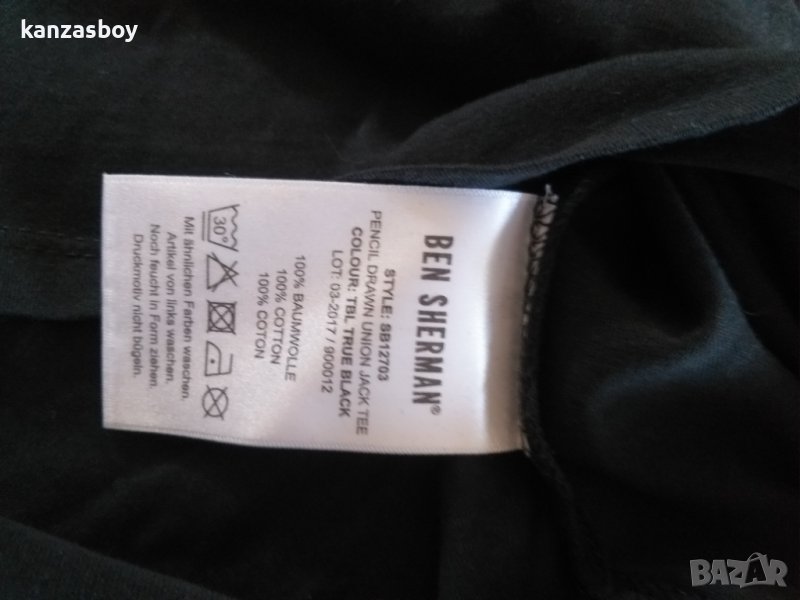 kanzasboy
BEN SHERMAN®
STYLE: SB12703
PENCIL DRAWN UNION JACK TEE
COLOUR: TBL TRUE BLACK
LOT: 03-2017 / 900012
100% BAUMWOLLE
100% COTTON
100% COTON
30°
Mit ähnlichen Farben waschen.
Artikel von links waschen.
Noch feucht in Form ziehen.
Druckmotiv nicht bügeln.
BAZAR